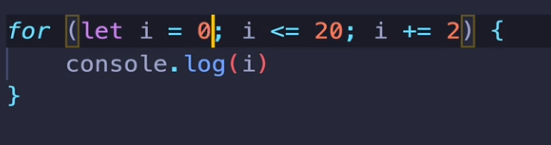 for (let i = 0; i <= 20; i += 2) {
    console.log(i)
}